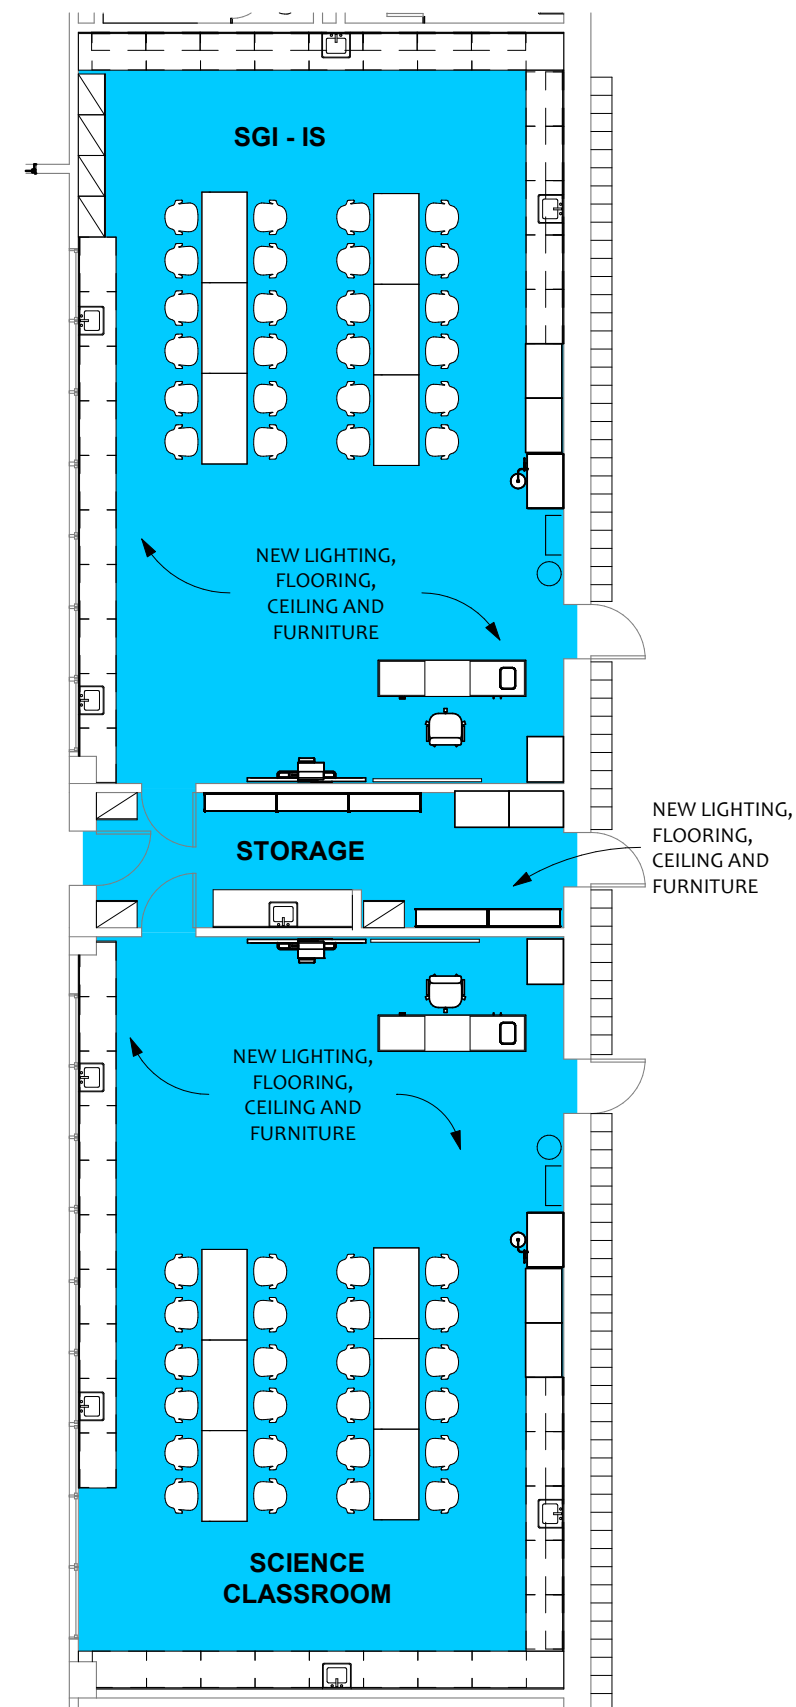 SGI - IS
NEW LIGHTING,
FLOORING,
CEILING AND
FURNITURE
STORAGE
NEW LIGHTING,
FLOORING,
CEILING AND
FURNITURE
NEW LIGHTING,
FLOORING,
CEILING AND
FURNITURE
SCIENCE
CLASSROOM